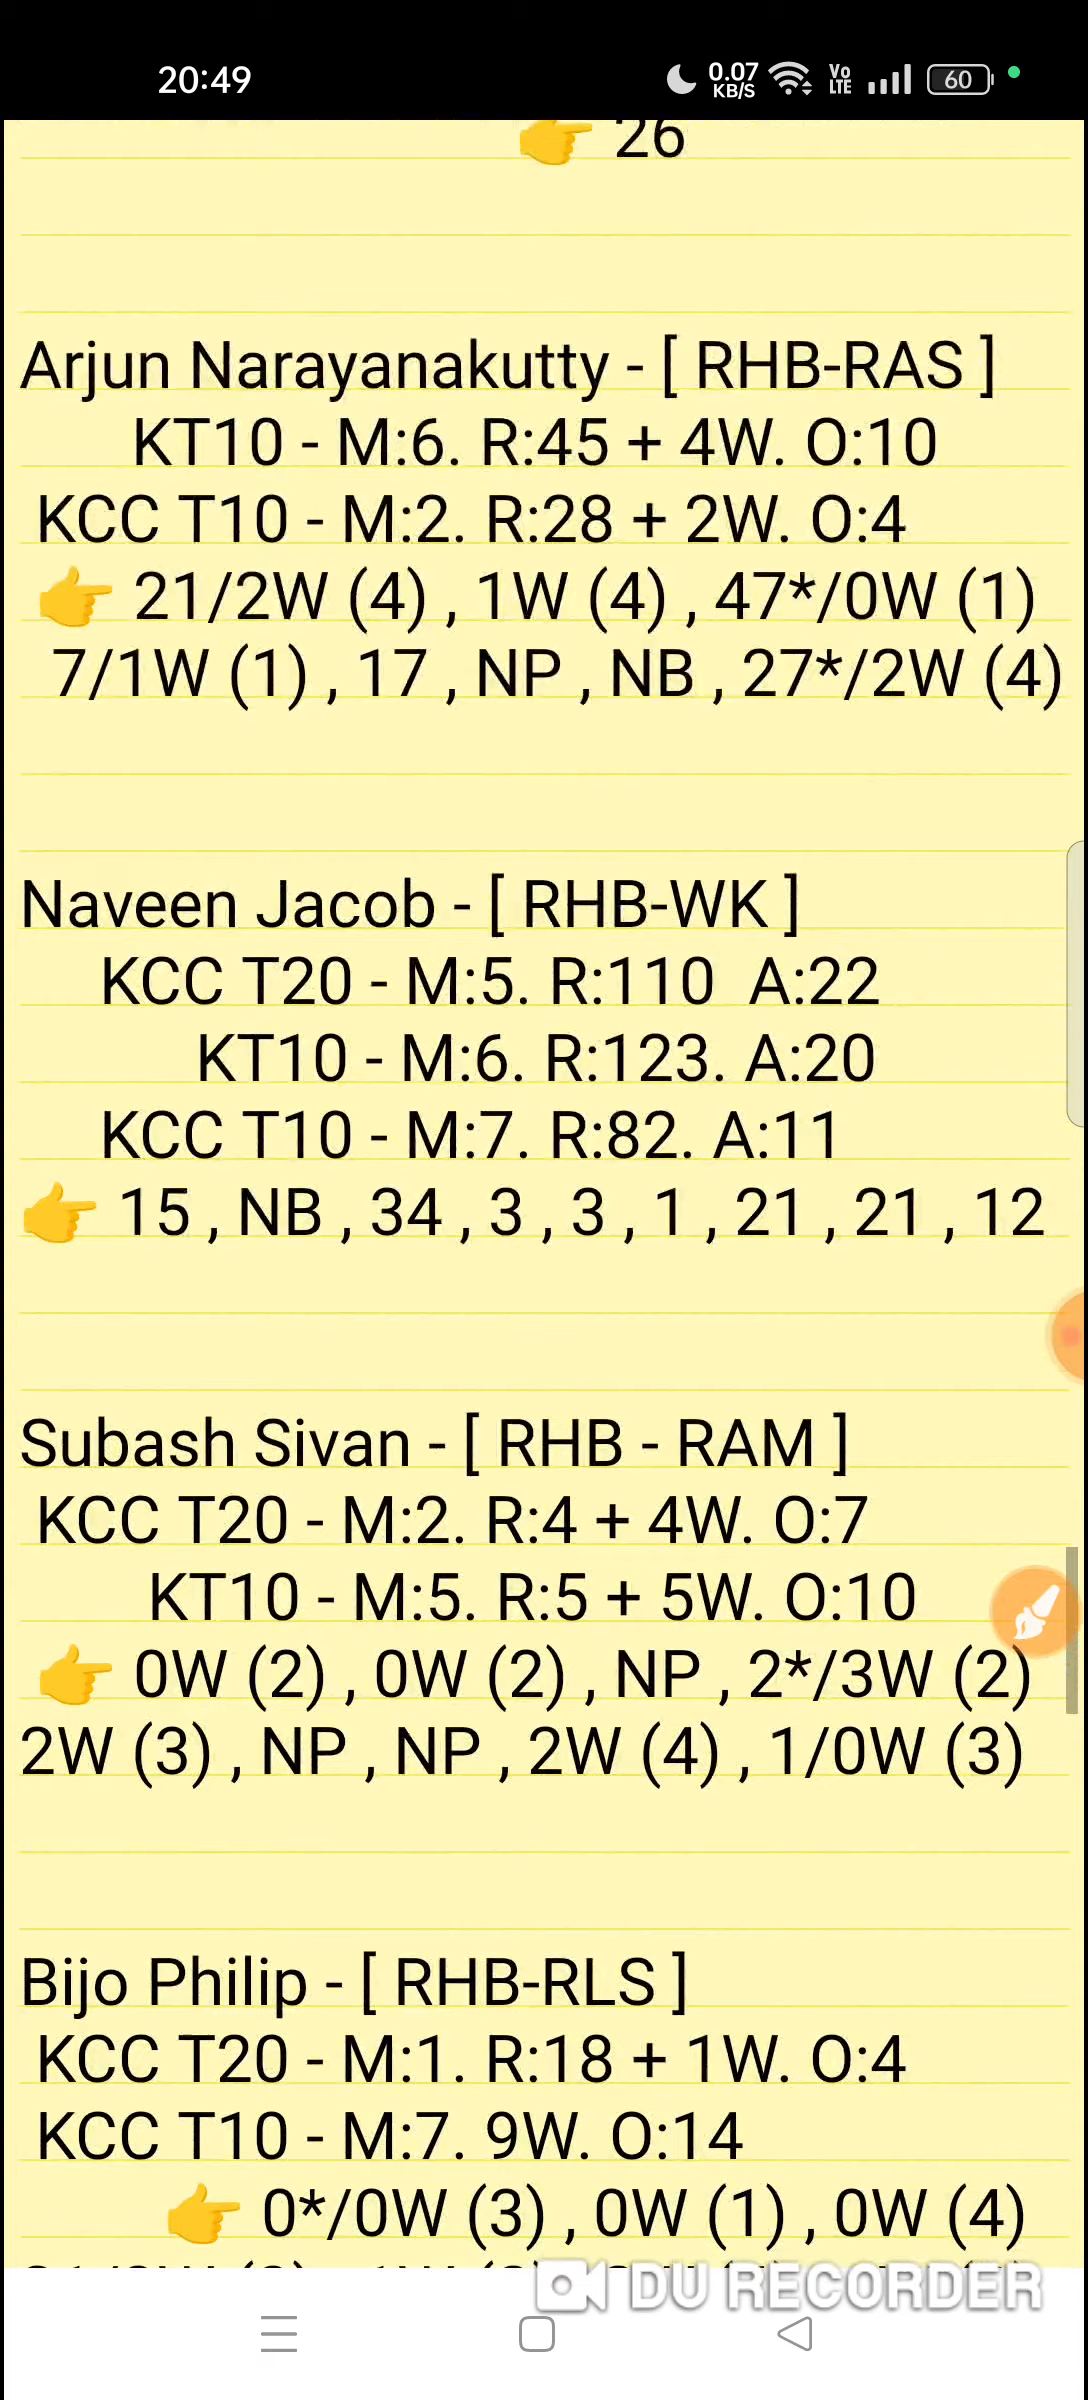 20:49
0.07 KB/S Vo LTE 60
👉 26
Arjun Narayanakutty - [ RHB-RAS ]
KT10 - M:6. R:45 + 4W. O:10
KCC T10 - M:2. R:28 + 2W. O:4
👉 21/2W (4) , 1W (4) , 47*/0W (1)
7/1W (1) , 17 , NP , NB , 27*/2W (4)
Naveen Jacob - [ RHB-WK ]
KCC T20 - M:5. R:110 A:22
KT10 - M:6. R:123. A:20
KCC T10 - M:7. R:82. A:11
👉 15 , NB , 34 , 3 , 3 , 1 , 21 , 21 , 12
Subash Sivan - [ RHB - RAM ]
KCC T20 - M:2. R:4 + 4W. O:7
KT10 - M:5. R:5 + 5W. O:10
👉 0W (2) , 0W (2) , NP , 2*/3W (2)
2W (3) , NP , NP , 2W (4) , 1/0W (3)
Bijo Philip - [ RHB-RLS ]
KCC T20 - M:1. R:18 + 1W. O:4
KCC T10 - M:7. 9W. O:14
👉 0*/0W (3) , 0W (1) , 0W (4)
DU RECORDER